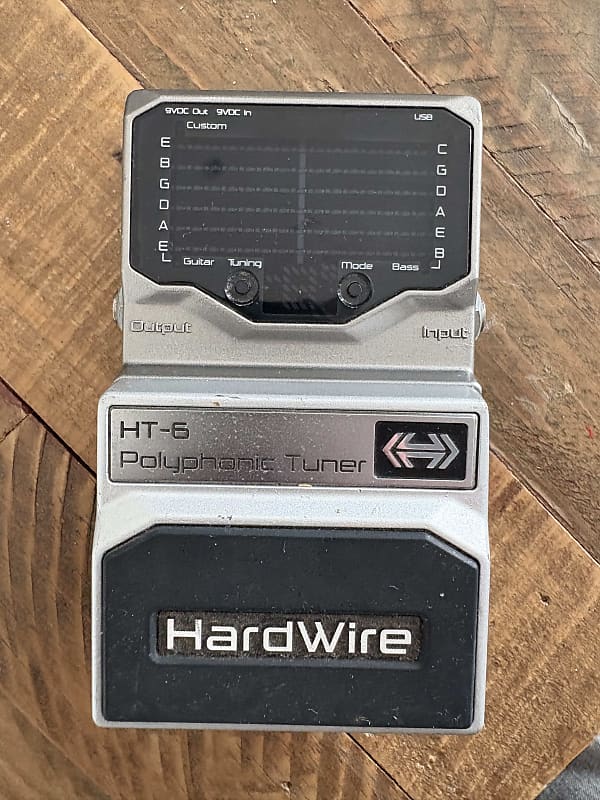 9VDC Out 9VDC In USB
Custom
E C
B G
G D
D A
A E
E B
Guitar Tuning Mode Bass
Output Input
HT-6
Polyphonic Tuner
HardWire